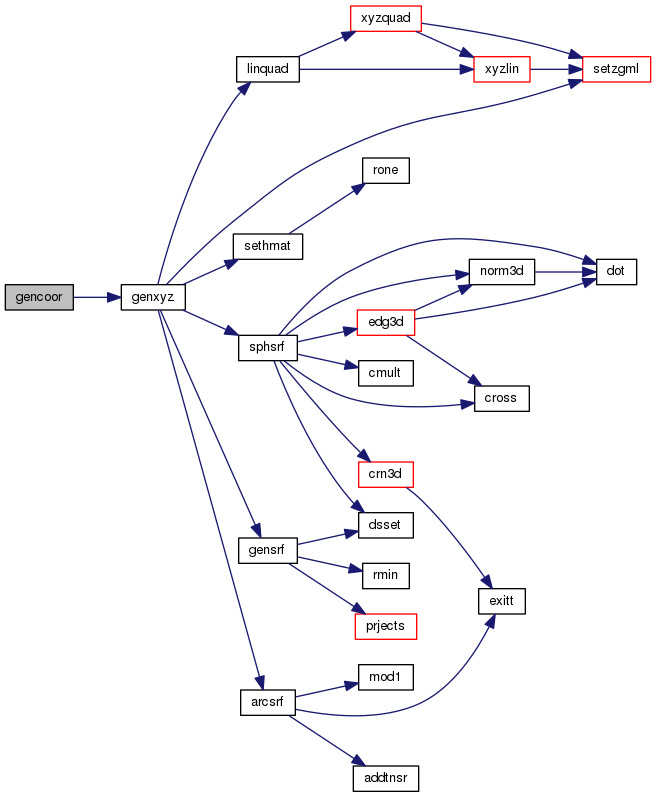 xyzquad
linquad
xyzlin
setzgml
rone
sethmat
norm3d
dot
gencoor
genxyz
edg3d
sphsrf
cmult
cross
crn3d
dsset
gensrf
rmin
exitt
prjects
mod1
arcsrf
addtnsr